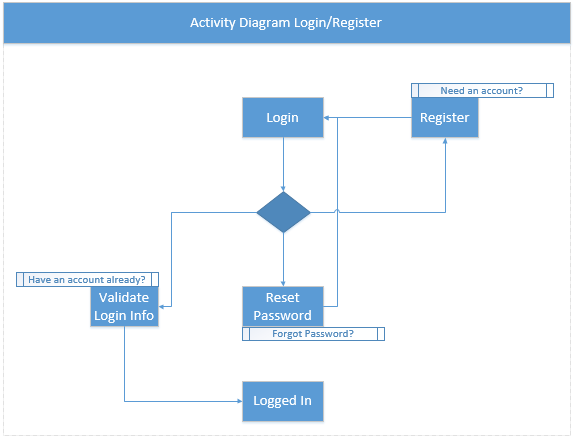 Activity Diagram Login/Register
Need an account?
Login
Register
Have an account already?
Validate
Login Info
Reset
Password
Forgot Password?
Logged In